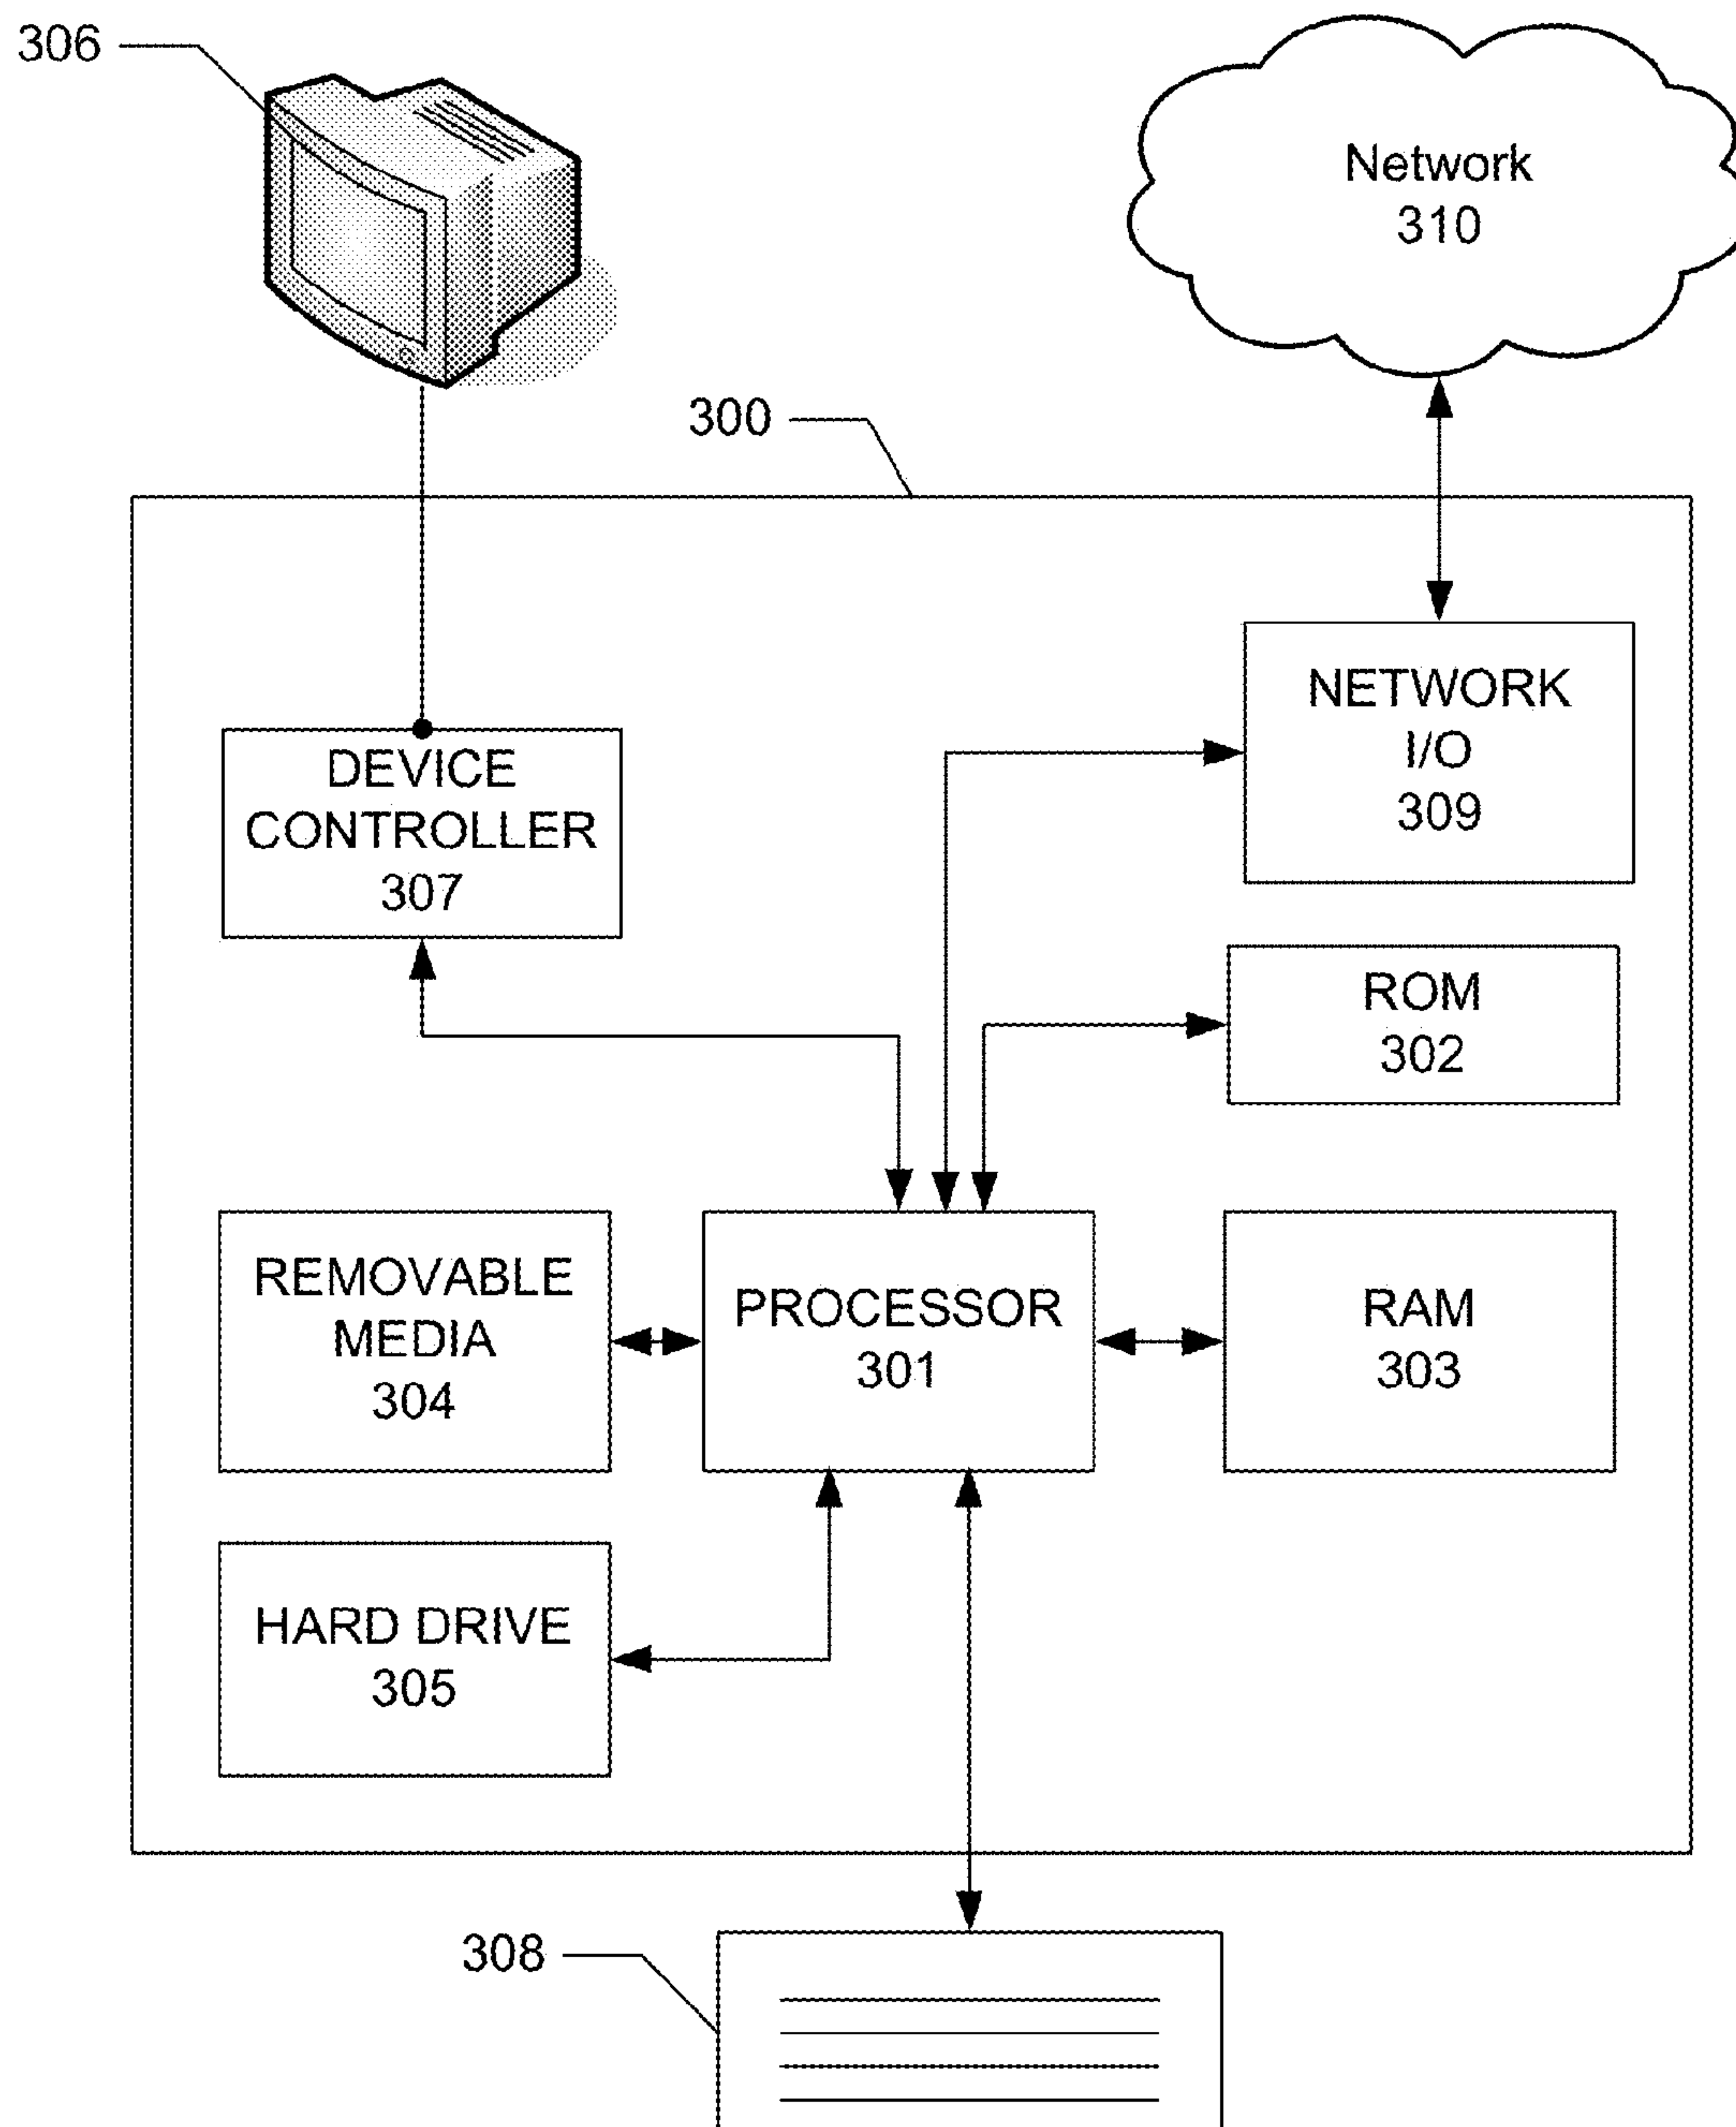 306
Network
310
300
NETWORK
I/O
309
DEVICE
CONTROLLER
307
ROM
302
REMOVABLE
MEDIA
304
PROCESSOR
301
RAM
303
HARD DRIVE
305
308